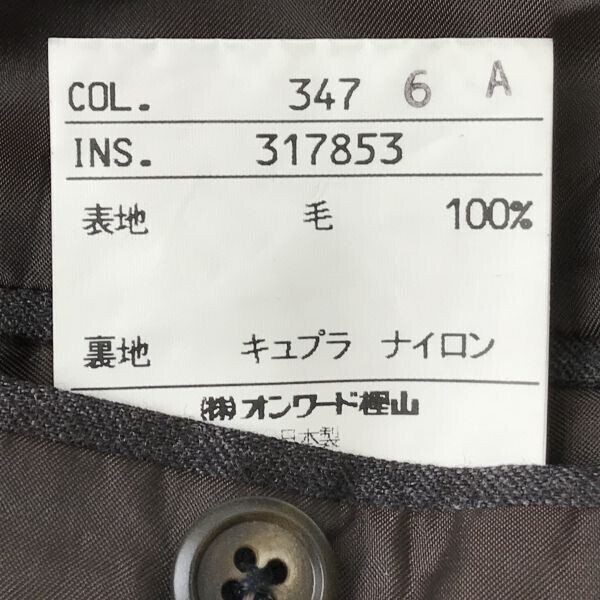 COL. 347 6 A
INS. 317853
表地 毛 100%
裏地 キュプラ ナイロン
(株)オンワード樫山
日本製